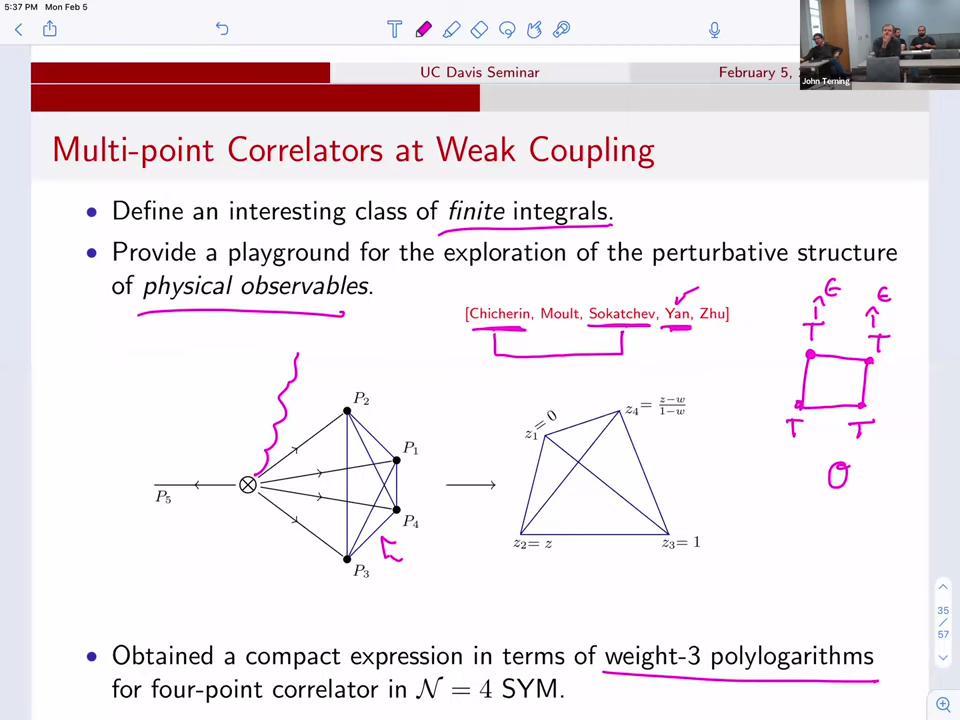 5:37 PM Mon Feb 5
John Terning
UC Davis Seminar
February 5,
Multi-point Correlators at Weak Coupling
• Define an interesting class of finite integrals.
• Provide a playground for the exploration of the perturbative structure
of physical observables.
[Chicherin, Moult, Sokatchev, Yan, Zhu]
ϵ ϵ
T T
T T
O
P₂
P₁
P₅
P₄
P₃
z₁ = 0
z₄ = \frac{z−w}{1−w}
z₂ = z
z₃ = 1
35
/
57
• Obtained a compact expression in terms of weight-3 polylogarithms
for four-point correlator in 𝒩 = 4 SYM.